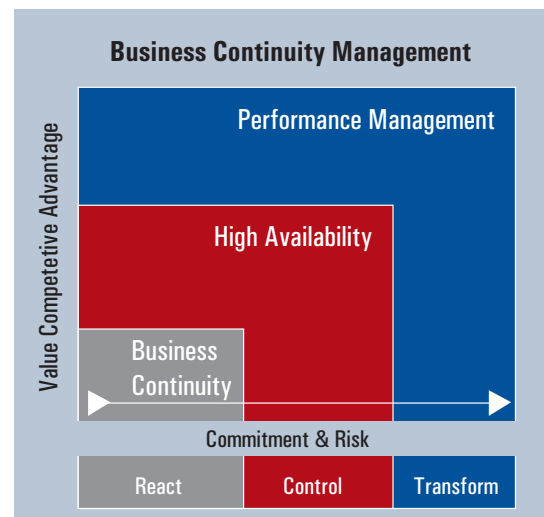 Business Continuity Management
Performance Management
High Availability
Business
Continuity
Value Competetive Advantage
Commitment & Risk
React
Control
Transform